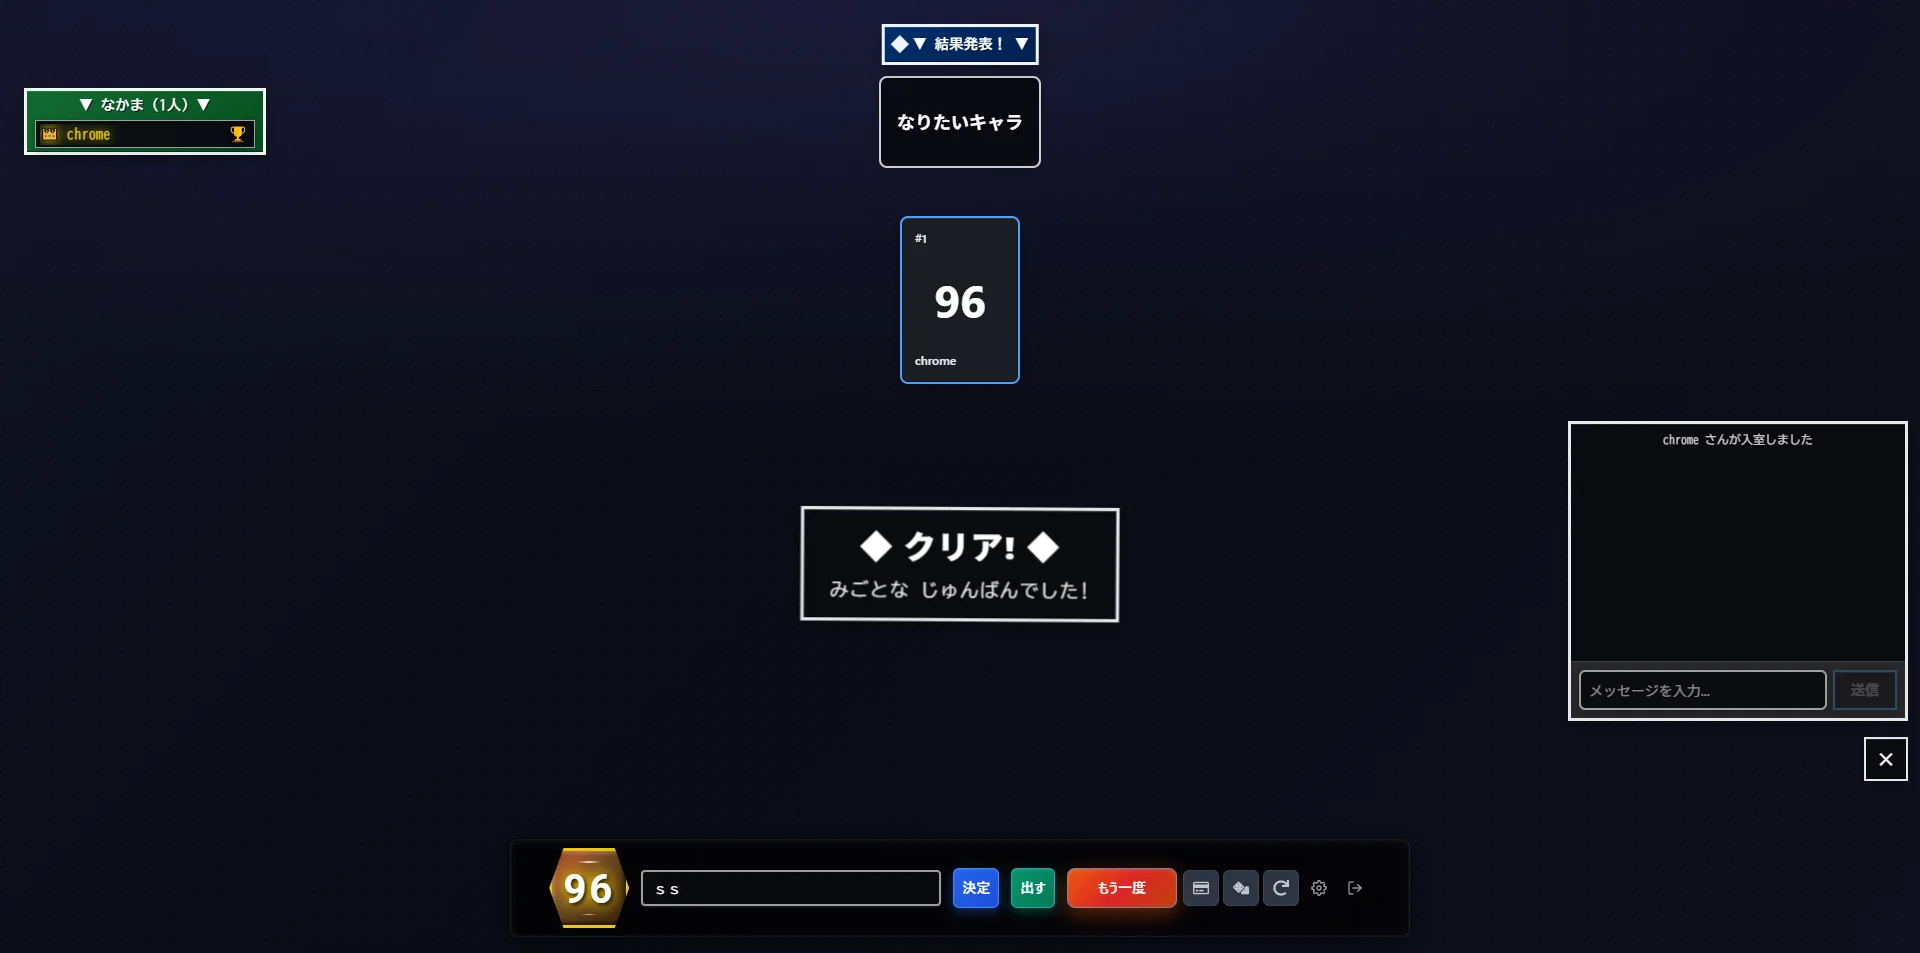 ◆▼ 結果発表！ ▼
なりたいキャラ
▼ なかま（1人）▼
chrome
#1
96
chrome
◆ クリア! ◆
みごとな じゅんばんでした!
chrome さんが入室しました
メッセージを入力...
送信
✕
96
ｓｓ
決定
出す
もう一度